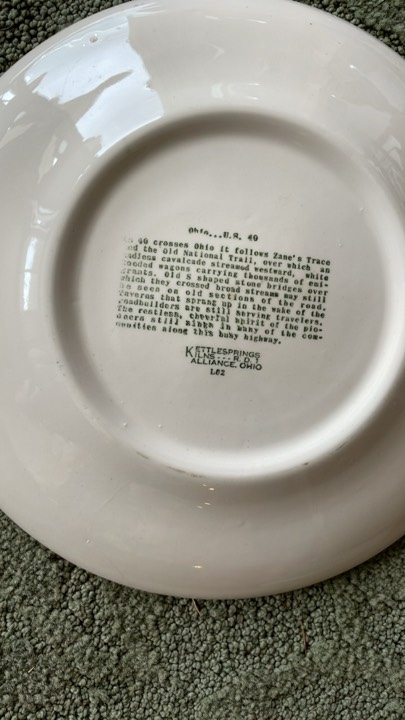 Ohio...U.S. 40
40 crosses Ohio it follows Zane's Trace
nd the Old National Trail, over which an
ndless cavalcade streamed westward, white
ooded wagons carrying thousands of emi-
grants. Old S shaped stone bridges over
which they crossed broad streams may still
be seen on old sections of the road.
Taverns that sprang up in the wake of the
roadbuilders are still serving travelers.
The restless, cheerful spirit of the pio-
neers still in many of the com-
munities along this busy highway.
KETTLESPRINGS
KILNS---R.D.1
ALLIANCE, OHIO
L62